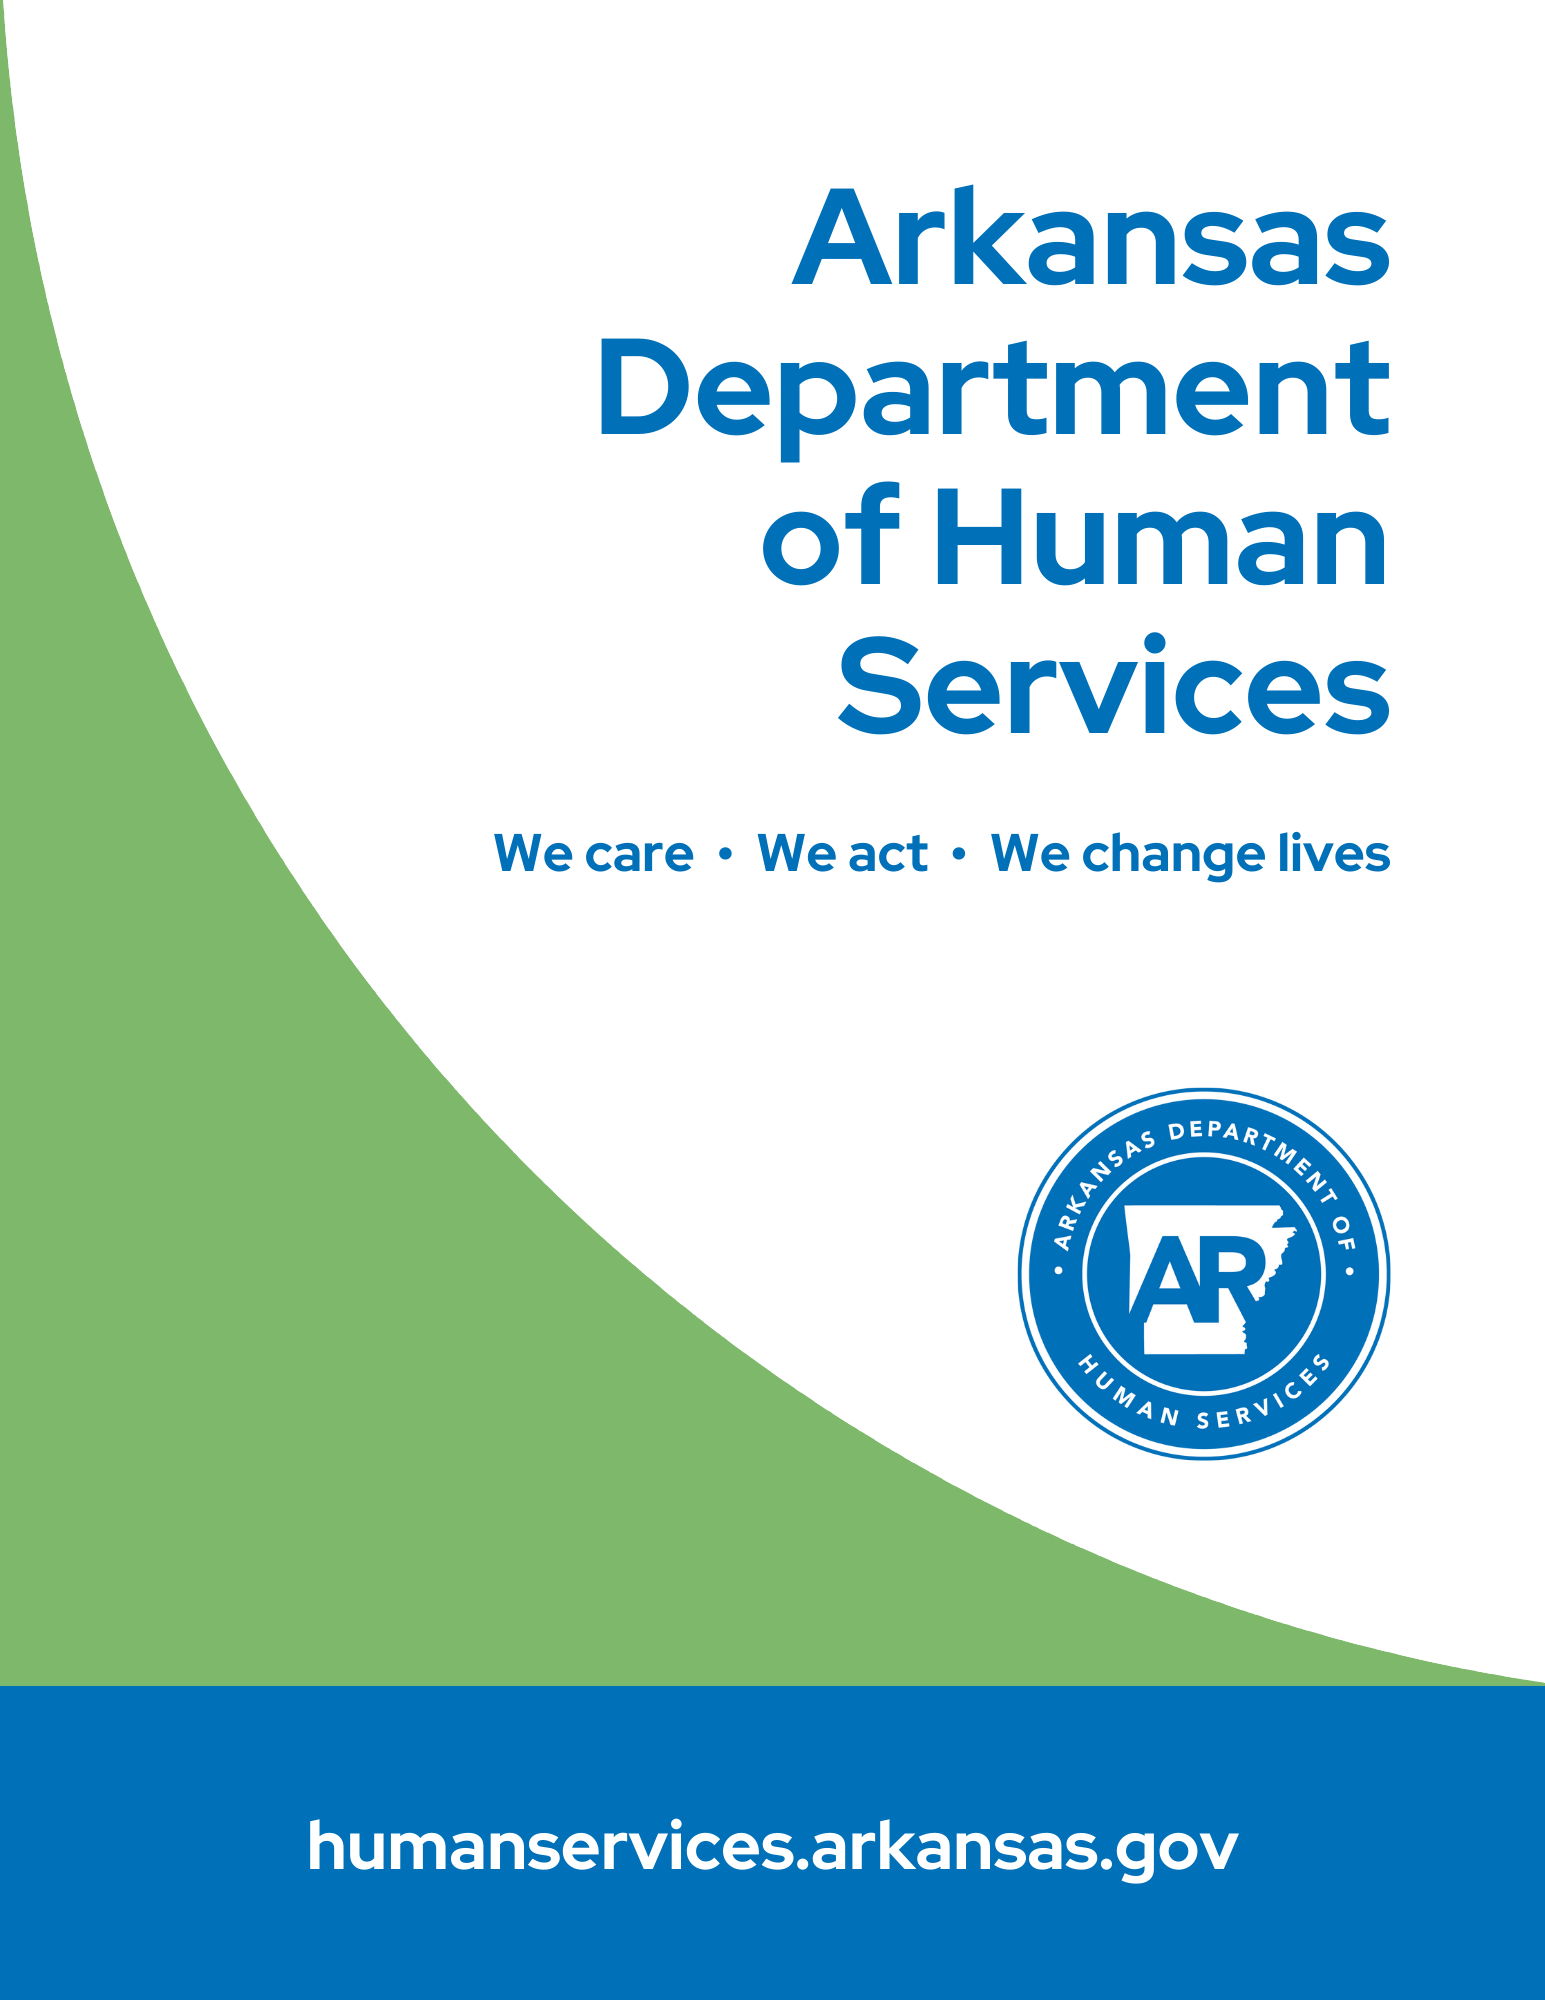 Arkansas
Department
of Human
Services
We care • We act • We change lives
• ARKANSAS DEPARTMENT OF •
AR
HUMAN SERVICES
humanservices.arkansas.gov